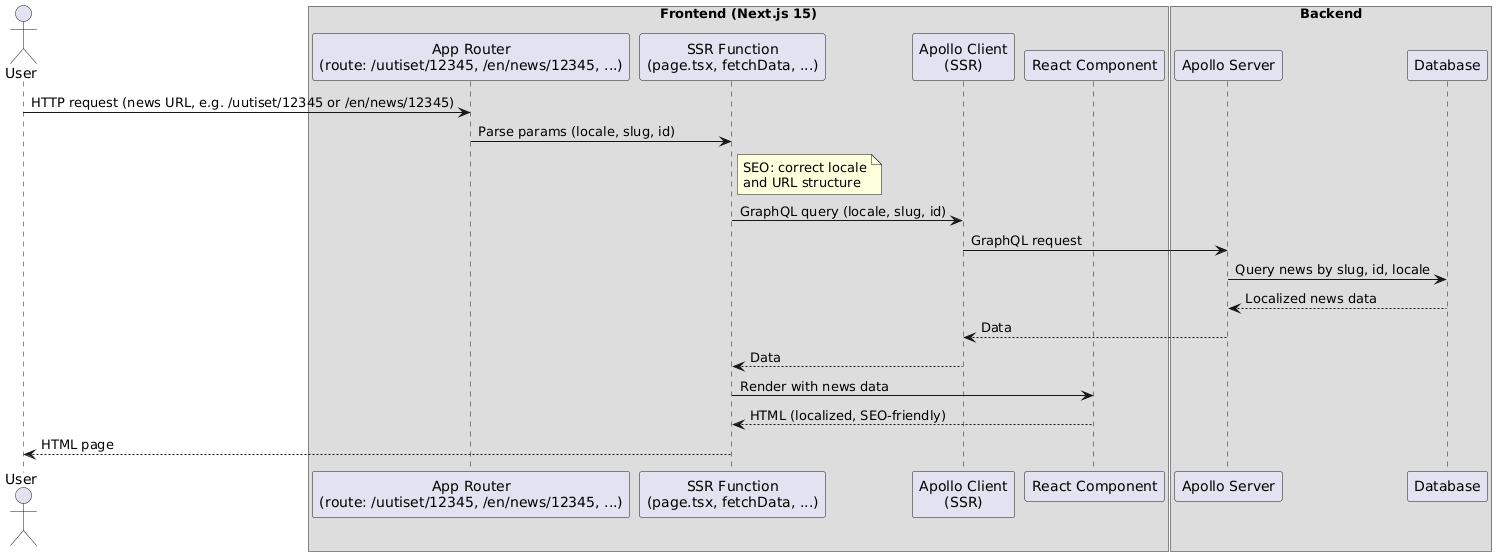 Frontend (Next.js 15)
Backend
User
App Router
(route: /uutiset/12345, /en/news/12345, ...)
SSR Function
(page.tsx, fetchData, ...)
Apollo Client
(SSR)
React Component
Apollo Server
Database
HTTP request (news URL, e.g. /uutiset/12345 or /en/news/12345)
Parse params (locale, slug, id)
SEO: correct locale
and URL structure
GraphQL query (locale, slug, id)
GraphQL request
Query news by slug, id, locale
Localized news data
Data
Data
Render with news data
HTML (localized, SEO-friendly)
HTML page
User
App Router
(route: /uutiset/12345, /en/news/12345, ...)
SSR Function
(page.tsx, fetchData, ...)
Apollo Client
(SSR)
React Component
Apollo Server
Database